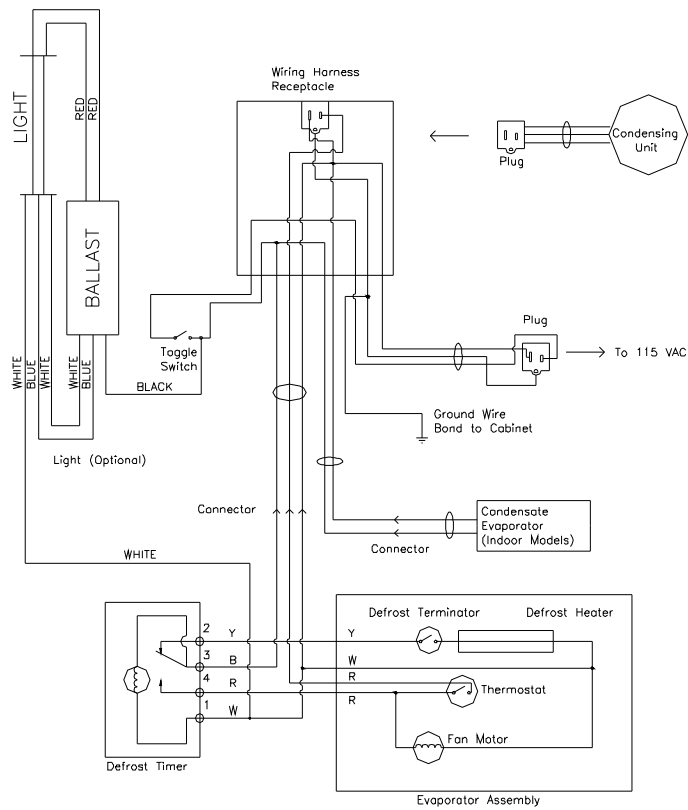 Wiring Harness
Receptacle
LIGHT
RED
RED
Condensing
Unit
Plug
BALLAST
Plug
To 115 VAC
Toggle
Switch
WHITE
BLUE
WHITE
WHITE
BLUE
BLACK
Ground Wire
Bond to Cabinet
Light (Optional)
Connector
Condensate
Evaporator
(Indoor Models)
Connector
WHITE
Defrost Terminator
Defrost Heater
2
Y
Y
3
B
W
4
R
R
Thermostat
R
1
W
Fan Motor
Defrost Timer
Evaporator Assembly